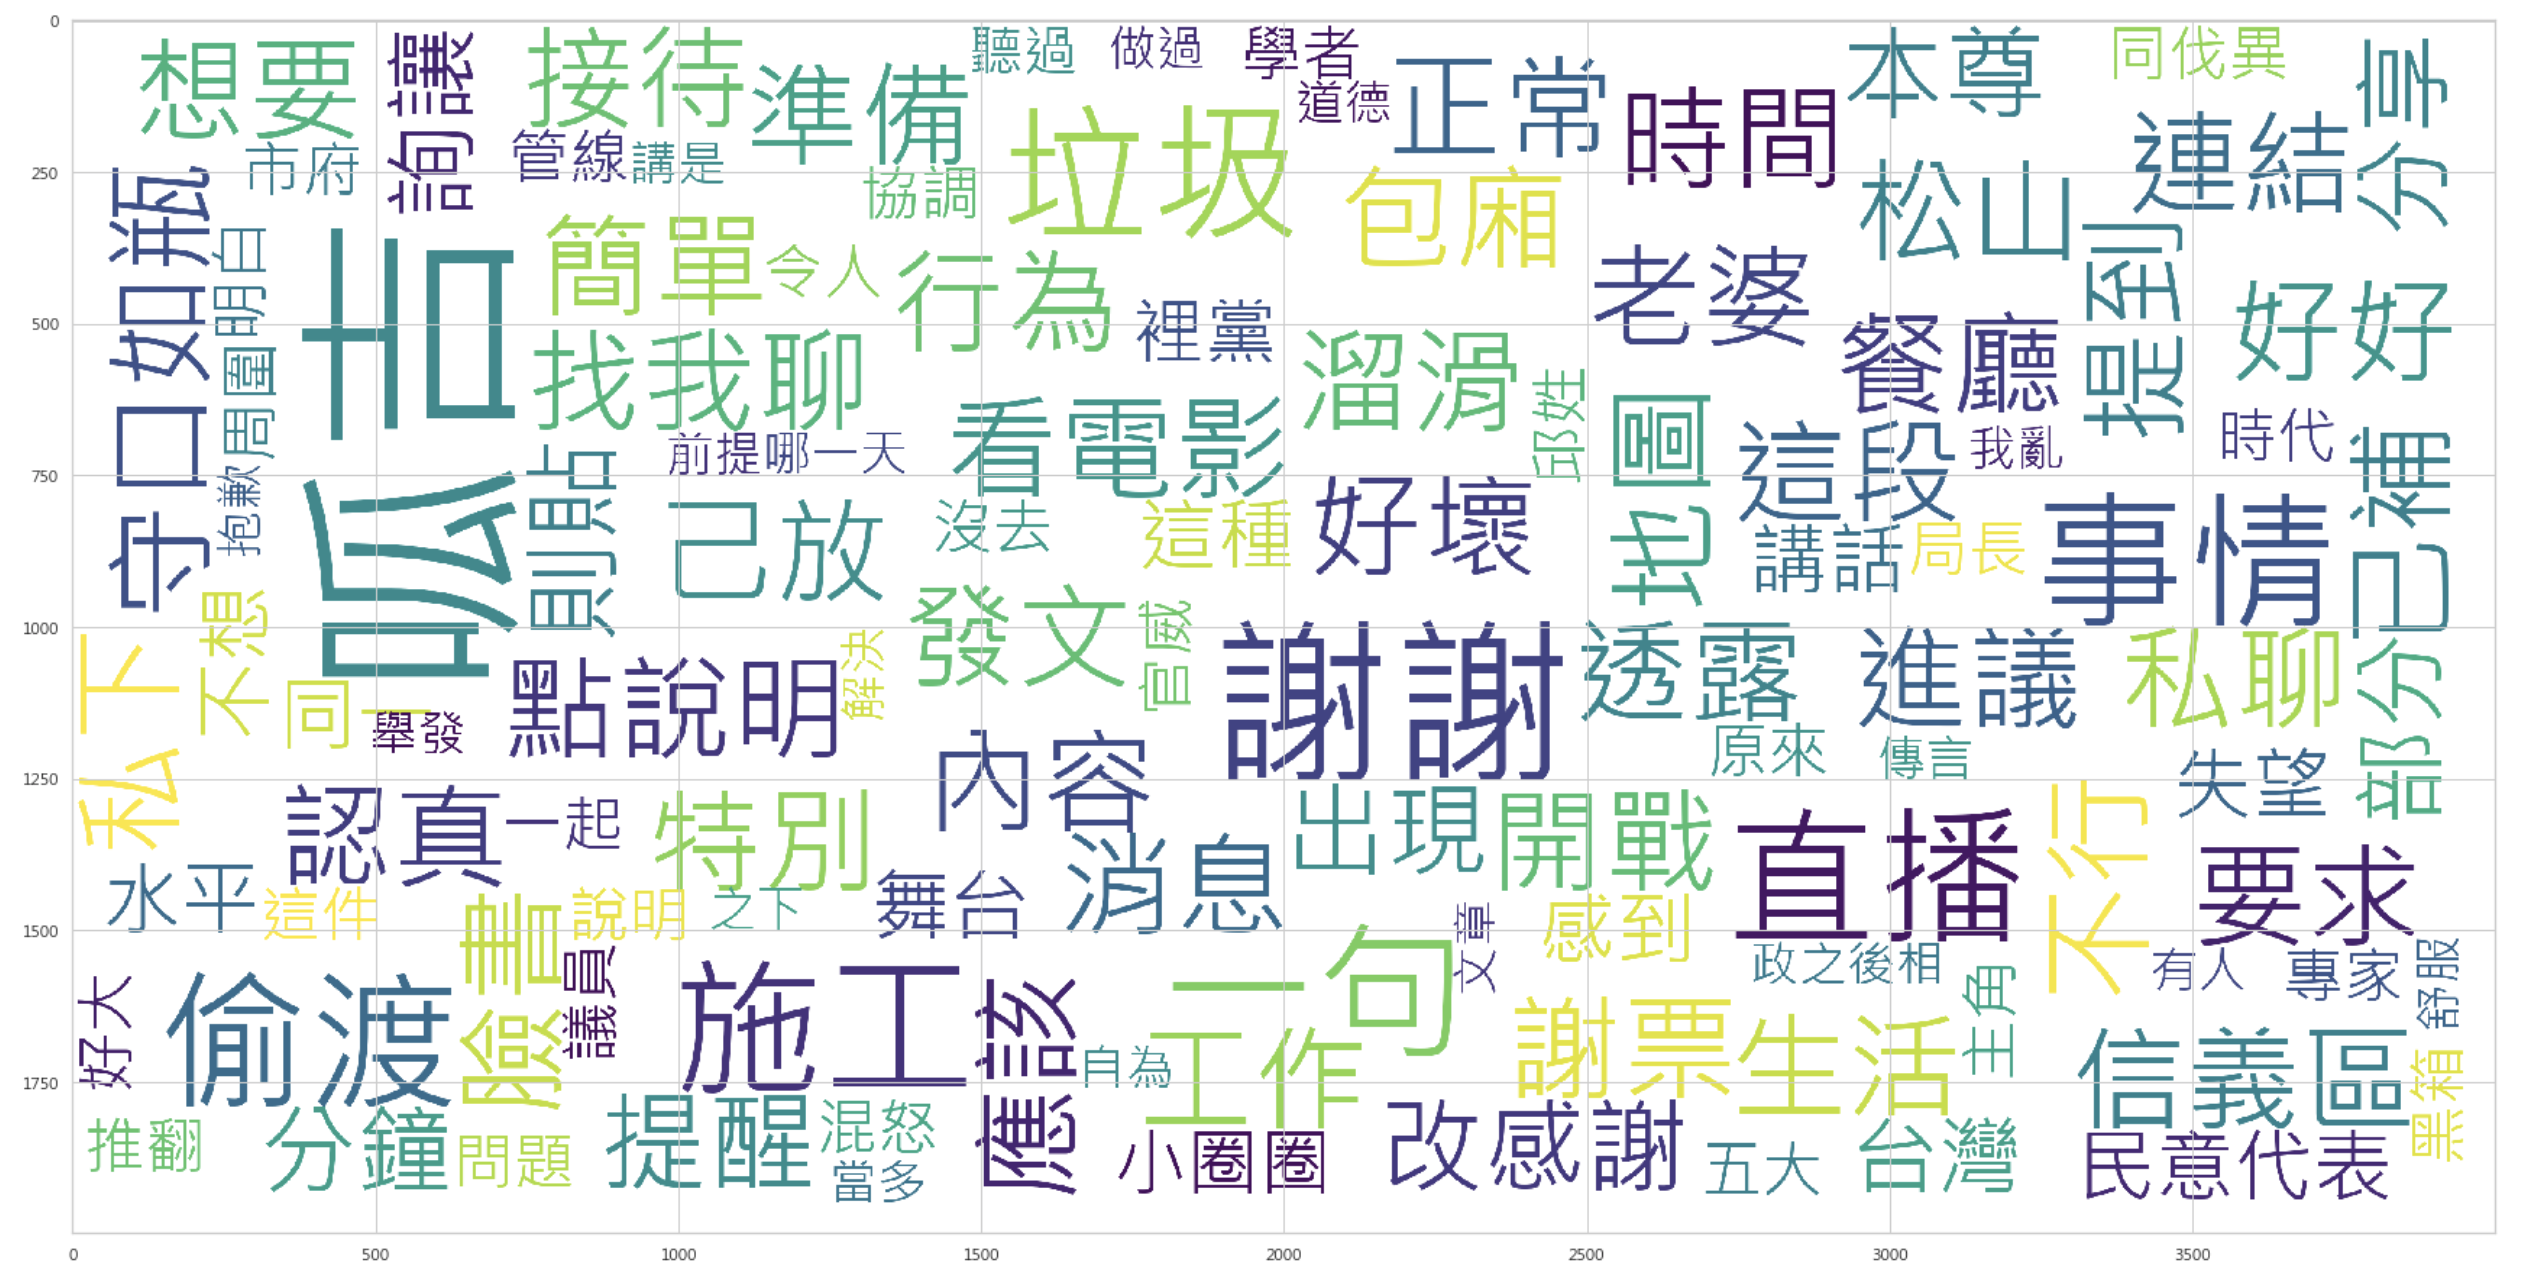 0
想要
詢讓
接待
準備
聽過
做過
學者
道德
正常
時間
本尊
同伐異
分享
市府
管線
講是
協調
垃圾
包廂
松山
連結
守口如瓶
明白
周圍
抱歉
呱吉
簡單
令人
行為
裡黨
老婆
提到
好好
找我聊
溜滑
邱姓
餐廳
時代
前提哪一天
看電影
地圖
這段
我亂
已補
則貼
已放
沒去
這種
好壞
講話
局長
事情
不想
私下
發文
官威
謝謝
透露
進議
私聊
部分
同一
舉發
點說明
解決
內容
原來
傳言
失望
認真
一起
特別
消息
出現
開戰
直播
不行
要求
水平
這件
臉書
說明
之下
舞台
文章
感到
政之後相
有人
專家
舒服
好大
偷渡
議員
施工
應該
一句
自為
工作
謝票
生活
主角
信義區
黑箱
推翻
分鐘
問題
提醒
混怒
當多
小圈圈
改感謝
五大
台灣
民意代表
250
500
750
1000
1250
1500
1750
0
500
1000
1500
2000
2500
3000
3500